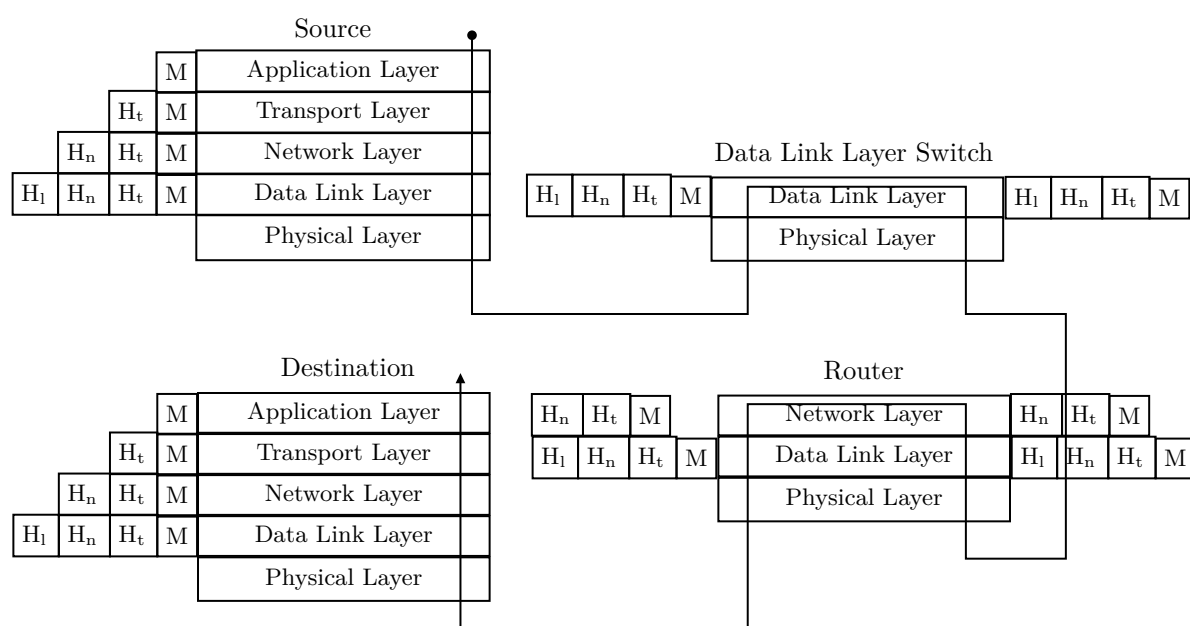 Source
M Application Layer
Hₜ M Transport Layer
Hₙ Hₜ M Network Layer
Hₗ Hₙ Hₜ M Data Link Layer
Physical Layer
Data Link Layer Switch
Hₗ Hₙ Hₜ M Data Link Layer Hₗ Hₙ Hₜ M
Physical Layer
Destination
M Application Layer
Hₜ M Transport Layer
Hₙ Hₜ M Network Layer
Hₗ Hₙ Hₜ M Data Link Layer
Physical Layer
Router
Hₙ Hₜ M Network Layer Hₙ Hₜ M
Hₗ Hₙ Hₜ M Data Link Layer Hₗ Hₙ Hₜ M
Physical Layer